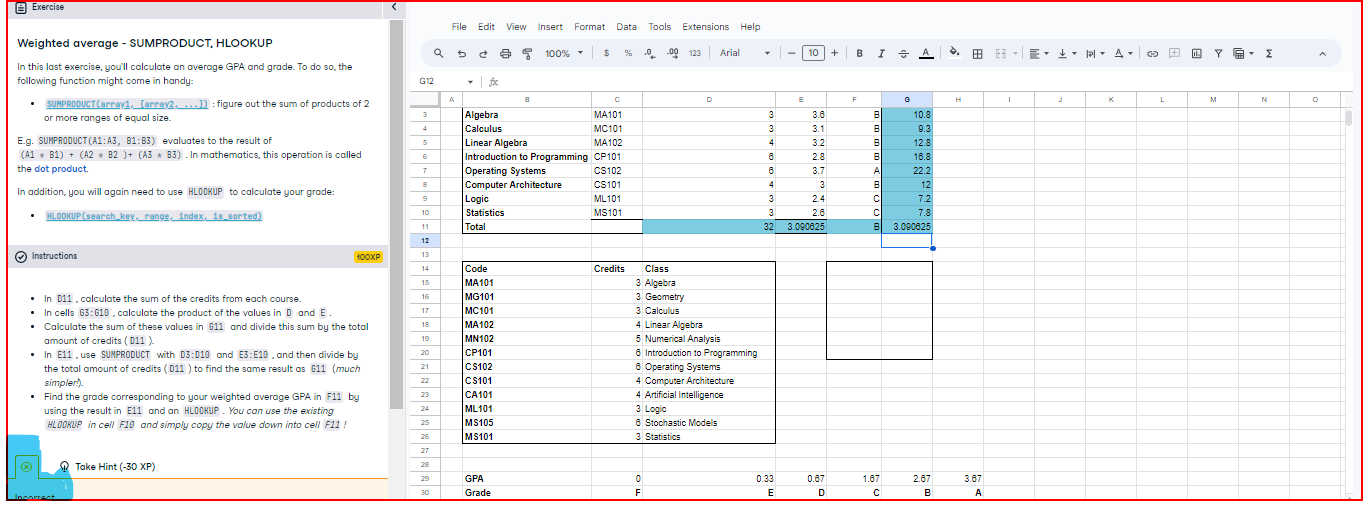 Exercise
Weighted average - SUMPRODUCT, HLOOKUP
In this last exercise, you'll calculate an average GPA and grade. To do so, the
following function might come in handy:
• SUMPRODUCT(array1, [array2, ...]) : figure out the sum of products of 2
or more ranges of equal size.
E.g. SUMPRODUCT(A1:A3, B1:B3) evaluates to the result of
(A1 * B1) + (A2 * B2 )+ (A3 * B3) . In mathematics, this operation is called
the dot product.
In addition, you will again need to use HLOOKUP to calculate your grade:
• HLOOKUP(search_key, range, index, is_sorted)
Instructions 100XP
• In D11 , calculate the sum of the credits from each course.
• In cells G3:G10 , calculate the product of the values in D and E .
• Calculate the sum of these values in G11 and divide this sum by the total
amount of credits ( D11 ).
• In E11 , use SUMPRODUCT with D3:D10 and E3:E10 , and then divide by
the total amount of credits ( D11 ) to find the same result as G11 (much
simpler!).
• Find the grade corresponding to your weighted average GPA in F11 by
using the result in E11 and an HLOOKUP . You can use the existing
HLOOKUP in cell F10 and simply copy the value down into cell F11 !
Take Hint (-30 XP)
Incorrect
File Edit View Insert Format Data Tools Extensions Help
100% $ % .0 .00 123 Arial - 10 + B I S A
G12 fx
A B C D E F G H I J K L M N O
3 Algebra MA101 3 3.6 B 10.8
4 Calculus MC101 3 3.1 B 9.3
5 Linear Algebra MA102 4 3.2 B 12.8
6 Introduction to Programming CP101 6 2.8 B 16.8
7 Operating Systems CS102 6 3.7 A 22.2
8 Computer Architecture CS101 4 3 B 12
9 Logic ML101 3 2.4 C 7.2
10 Statistics MS101 3 2.6 C 7.8
11 Total 32 3.090625 B 3.090625
12
13
14 Code Credits Class
15 MA101 3 Algebra
16 MG101 3 Geometry
17 MC101 3 Calculus
18 MA102 4 Linear Algebra
19 MN102 5 Numerical Analysis
20 CP101 6 Introduction to Programming
21 CS102 6 Operating Systems
22 CS101 4 Computer Architecture
23 CA101 4 Artificial Intelligence
24 ML101 3 Logic
25 MS105 6 Stochastic Models
26 MS101 3 Statistics
27
28
29 GPA 0 0.33 0.67 1.67 2.67 3.67
30 Grade F E D C B A